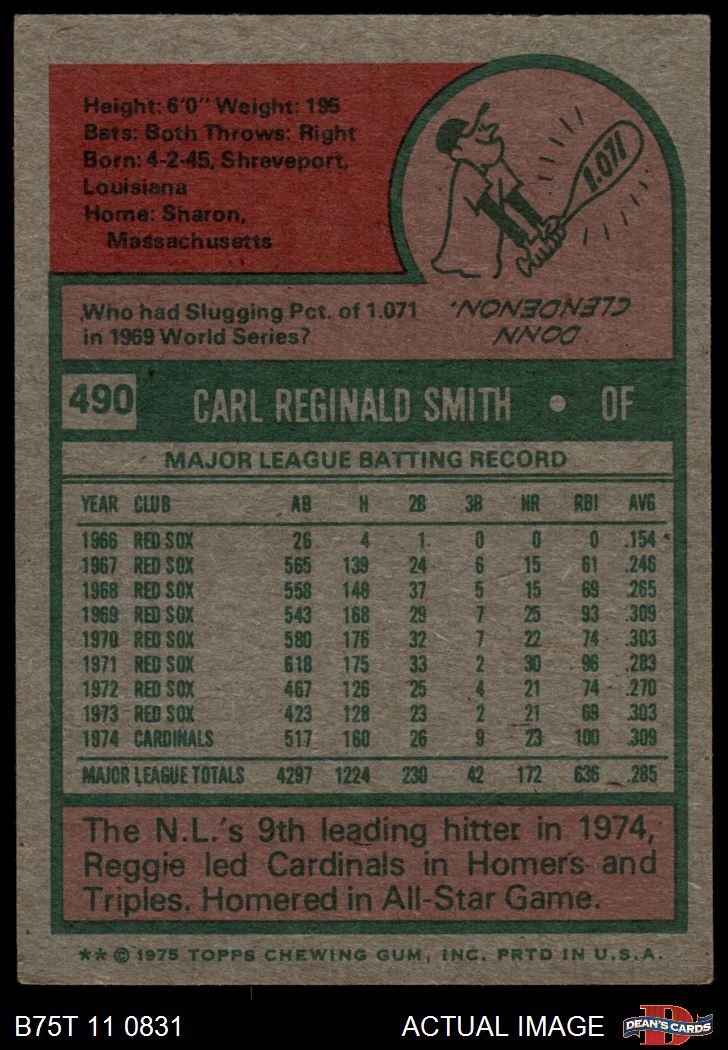 Height: 6'0" Weight: 195
Bats: Both Throws: Right
Born: 4-2-45, Shreveport,
Louisiana
Home: Sharon,
Massachusetts
1.071
Who had Slugging Pct. of 1.071
in 1969 World Series?
DONN
CLENDENON.
490 CARL REGINALD SMITH • OF
MAJOR LEAGUE BATTING RECORD
YEAR CLUB AB H 2B 3B HR RBI AVG
1966 RED SOX 26 4 1 0 0 0 .154
1967 RED SOX 565 139 24 6 15 61 .246
1968 RED SOX 558 148 37 5 15 69 .265
1969 RED SOX 543 168 29 7 25 93 .309
1970 RED SOX 580 176 32 7 22 74 .303
1971 RED SOX 618 175 33 2 30 96 .283
1972 RED SOX 467 126 25 4 21 74 .270
1973 RED SOX 423 128 23 2 21 69 .303
1974 CARDINALS 517 160 26 9 23 100 .309
MAJOR LEAGUE TOTALS 4297 1224 230 42 172 636 .285
The N.L.'s 9th leading hitter in 1974,
Reggie led Cardinals in Homers and
Triples. Homered in All-Star Game.
** © 1975 TOPPS CHEWING GUM, INC. PRTD IN U.S.A.
B75T 11 0831 ACTUAL IMAGE
D
DEAN'S CARDS